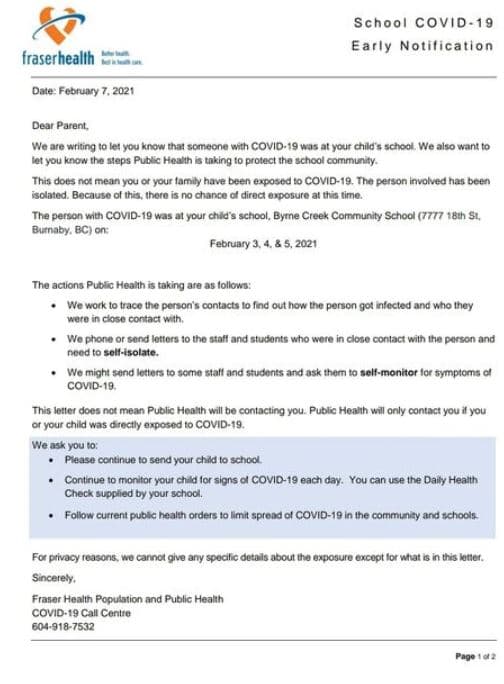 School COVID-19
Early Notification
fraserhealth
Better health.
Best in health care.
Date: February 7, 2021
Dear Parent,
We are writing to let you know that someone with COVID-19 was at your child's school. We also want to
let you know the steps Public Health is taking to protect the school community.
This does not mean you or your family have been exposed to COVID-19. The person involved has been
isolated. Because of this, there is no chance of direct exposure at this time.
The person with COVID-19 was at your child's school, Byrne Creek Community School (7777 18th St,
Burnaby, BC) on:
February 3, 4, & 5, 2021
The actions Public Health is taking are as follows:
• We work to trace the person's contacts to find out how the person got infected and who they
were in close contact with.
• We phone or send letters to the staff and students who were in close contact with the person and
need to self-isolate.
• We might send letters to some staff and students and ask them to self-monitor for symptoms of
COVID-19.
This letter does not mean Public Health will be contacting you. Public Health will only contact you if you
or your child was directly exposed to COVID-19.
We ask you to:
• Please continue to send your child to school.
• Continue to monitor your child for signs of COVID-19 each day. You can use the Daily Health
Check supplied by your school.
• Follow current public health orders to limit spread of COVID-19 in the community and schools.
For privacy reasons, we cannot give any specific details about the exposure except for what is in this letter.
Sincerely,
Fraser Health Population and Public Health
COVID-19 Call Centre
604-918-7532
Page 1 of 2